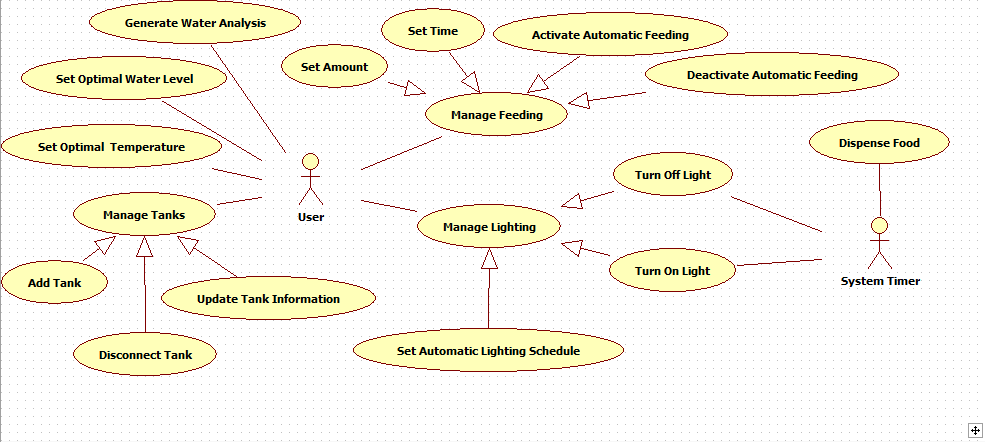 Generate Water Analysis
Set Time
Activate Automatic Feeding
Set Amount
Set Optimal Water Level
Deactivate Automatic Feeding
Manage Feeding
Set Optimal  Temperature
Dispense Food
Turn Off Light
Manage Tanks
User
Manage Lighting
Turn On Light
System Timer
Add Tank
Update Tank Information
Set Automatic Lighting Schedule
Disconnect Tank